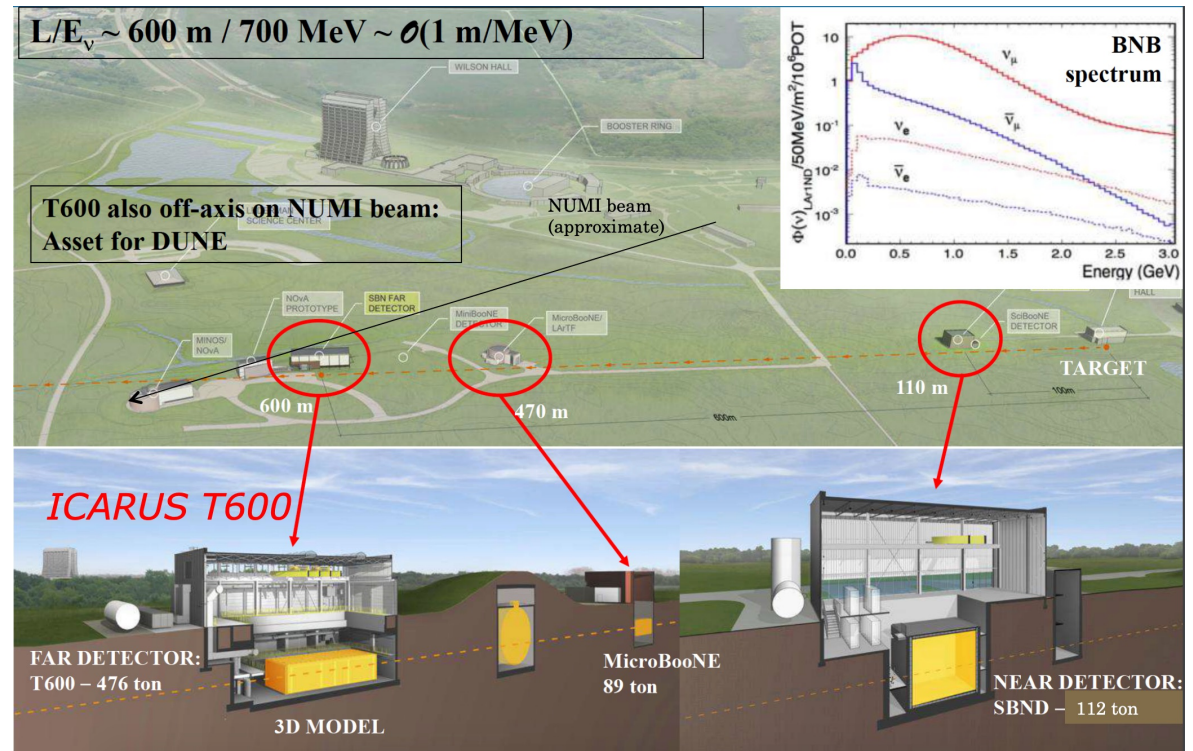 L/Eν ~ 600 m / 700 MeV ~ O(1 m/MeV)
WILSON HALL
BOOSTER RING
T600 also off-axis on NUMI beam:
Asset for DUNE
SCIENCE CENTER
NUMI beam
(approximate)
BNB
spectrum
Φ(ν) LAr1ND/50MeV/m²/10⁶POT
10
1
10⁻¹
10⁻²
10⁻³
νμ
ν̄μ
νe
ν̄e
0.0 0.5 1.0 1.5 2.0 2.5 3.0
Energy (GeV)
NOvA
PROTOTYPE
SBN FAR
DETECTOR
MiniBooNE
DETECTOR
MicroBooNE/
LArTF
SciBooNE
DETECTOR
HALL
MINOS/
NOvA
TARGET
600 m
470 m
110 m
100m
600m
ICARUS T600
FAR DETECTOR:
T600 – 476 ton
3D MODEL
MicroBooNE
89 ton
NEAR DETECTOR:
SBND – 112 ton